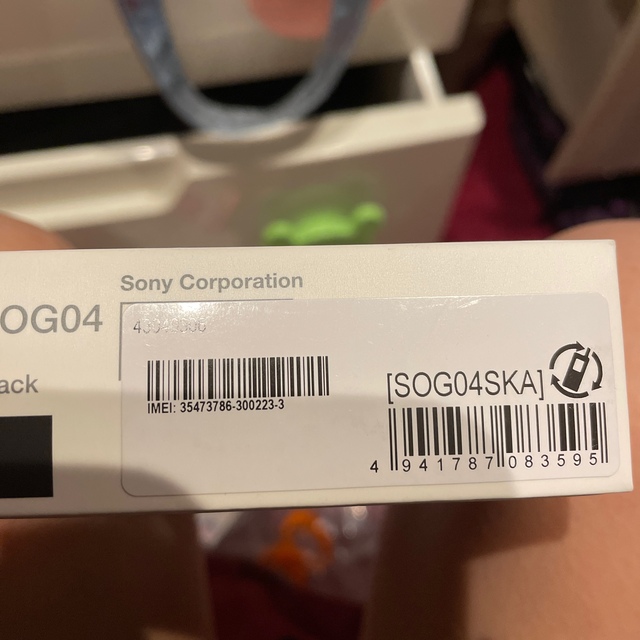 Sony Corporation
OG04
ack
IMEI: 35473786-300223-3
[SOG04SKA]
4 941787 083595